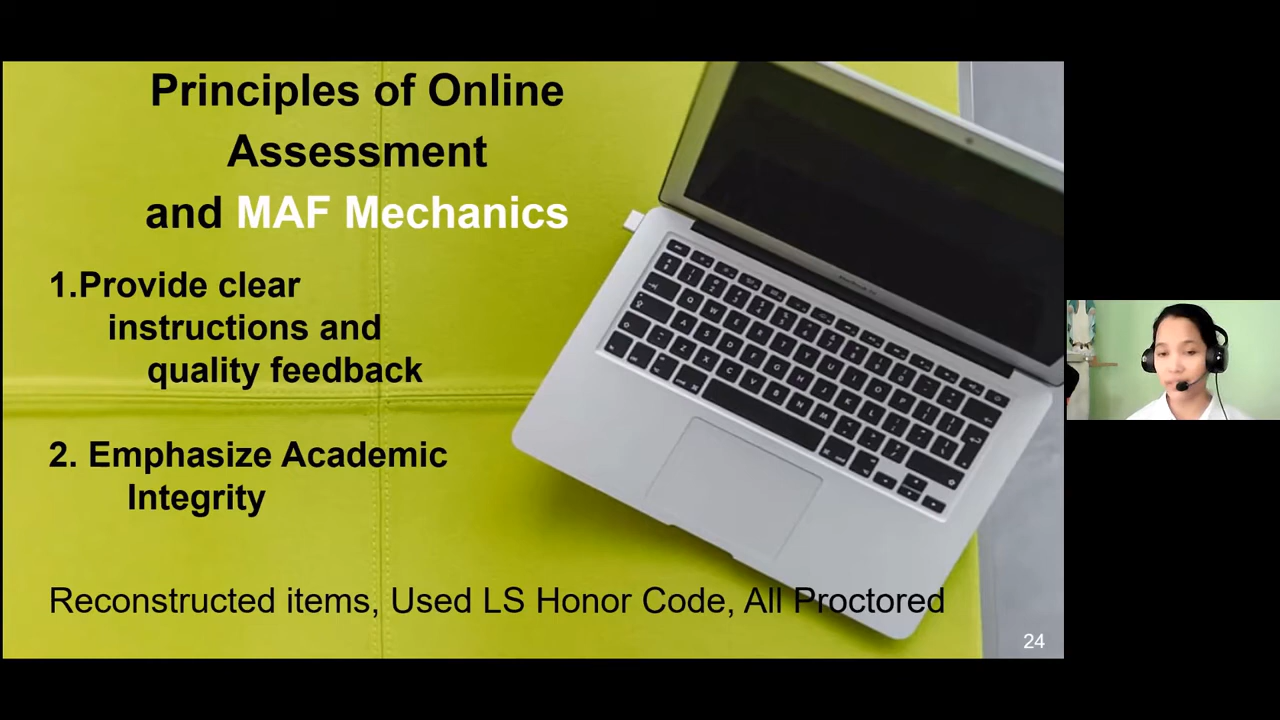 Principles of Online
Assessment
and MAF Mechanics
1.Provide clear
instructions and
quality feedback
2. Emphasize Academic
Integrity
Reconstructed items, Used LS Honor Code, All Proctored
24